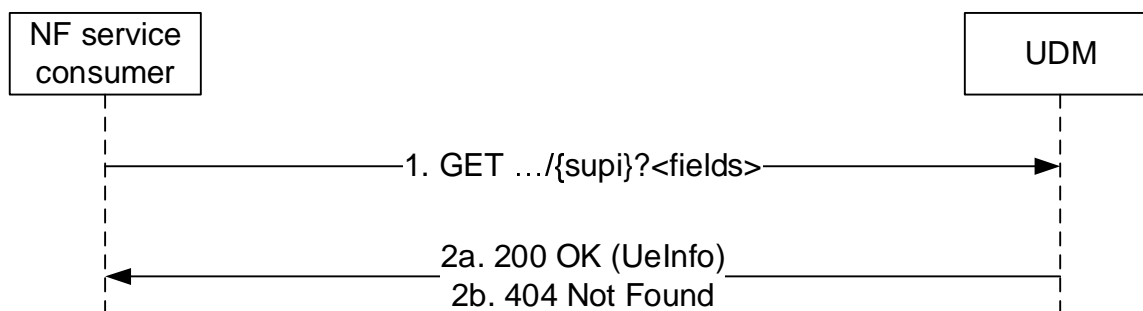 NF service
consumer
UDM
1. GET …/{supi}?<fields>
2a. 200 OK (UeInfo)
2b. 404 Not Found